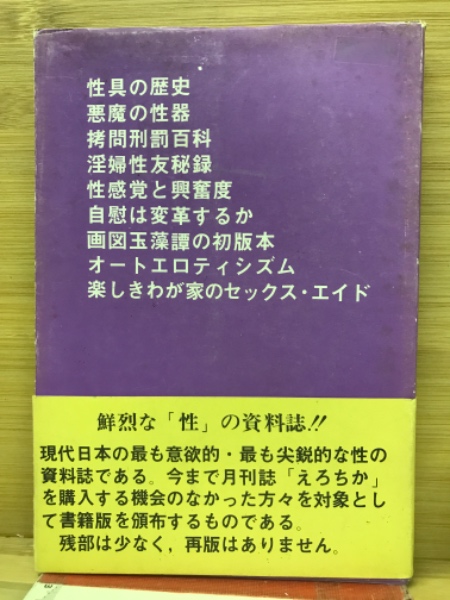 性具の歴史
悪魔の性器
拷問刑罰百科
淫婦性友秘録
性感覚と興奮度
自慰は変革するか
画図玉藻譚の初版本
オートエロティシズム
楽しきわが家のセックス・エイド
鮮烈な「性」の資料誌!!
現代日本の最も意欲的・最も尖鋭的な性の
資料誌である。今まで月刊誌「えろちか」
を購入する機会のなかった方々を対象とし
て書籍版を頒布するものである。
残部は少なく，再版はありません。